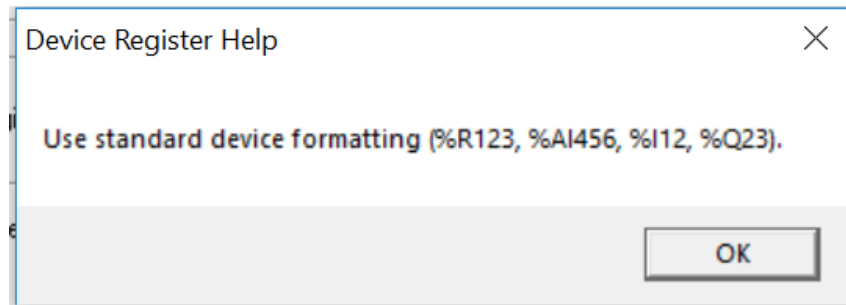 Device Register Help
Use standard device formatting (%R123, %AI456, %I12, %Q23).
OK